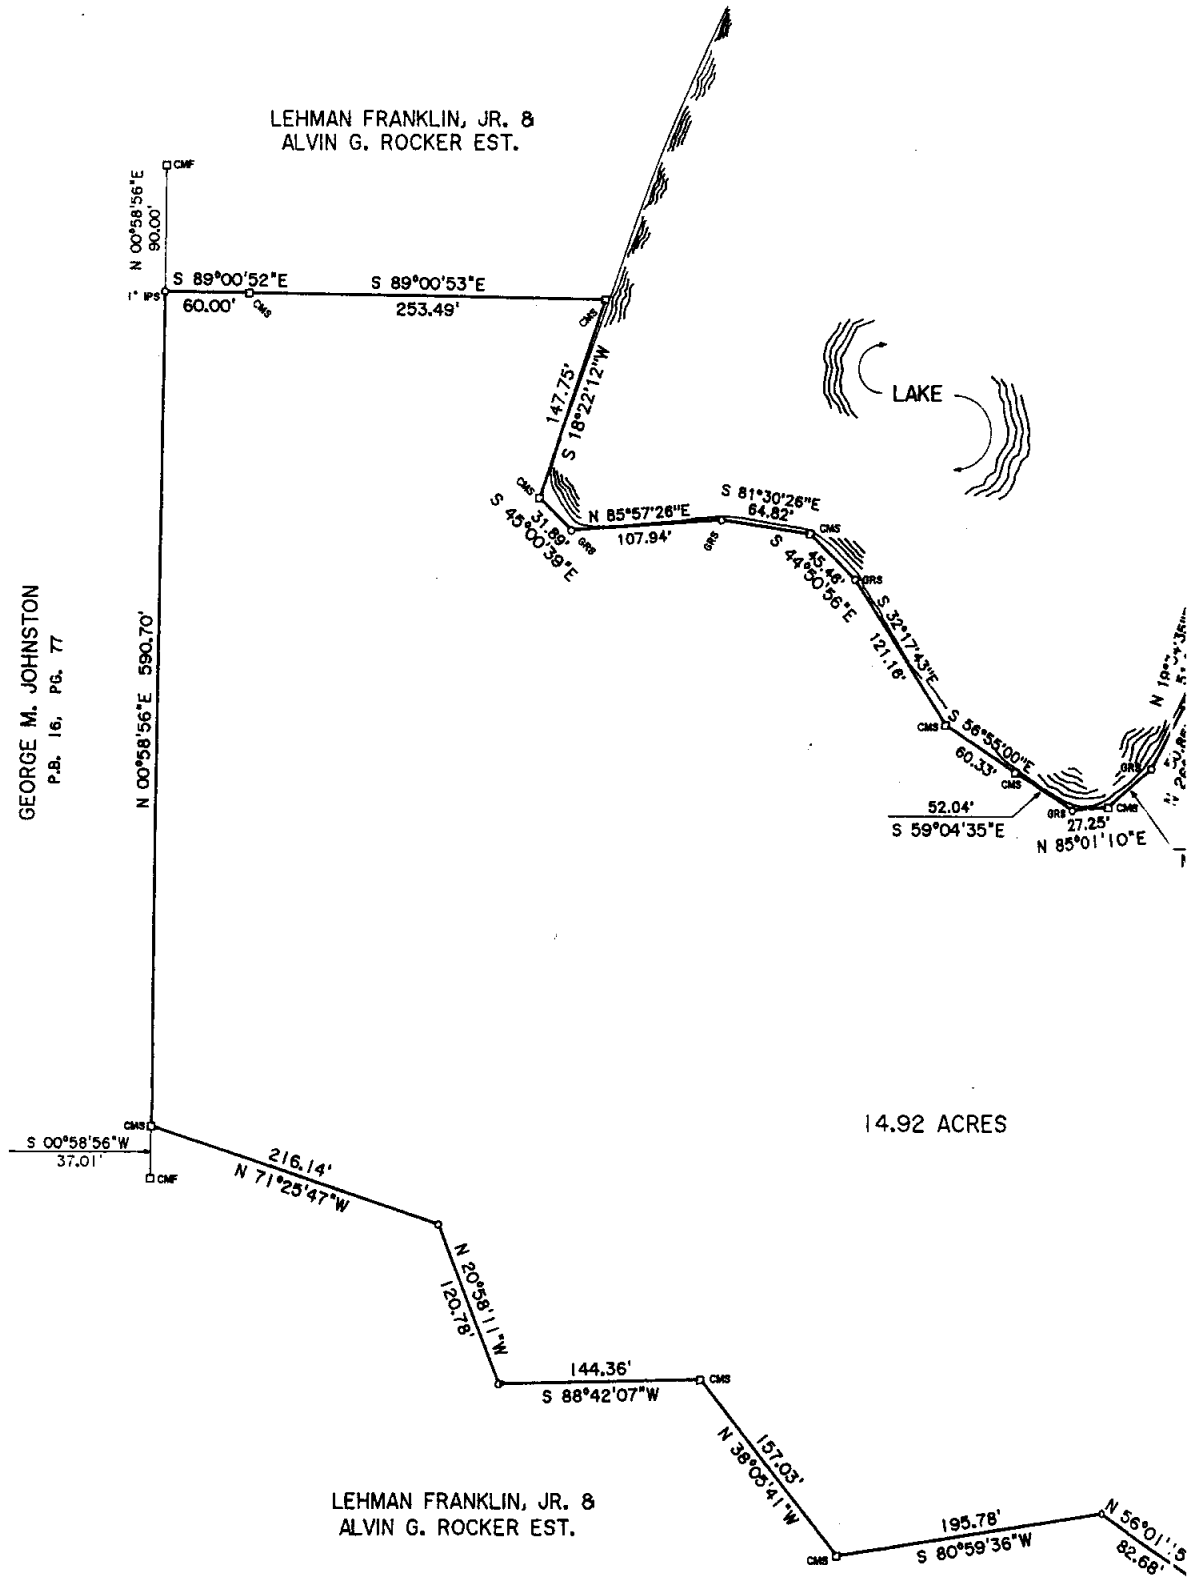 LEHMAN FRANKLIN, JR. &
ALVIN G. ROCKER EST.
CMF
N 00°58'56"E
90.00'
1" IPS
S 89°00'52"E
60.00'
CMS
S 89°00'53"E
253.49'
CMS
147.75'
S 18°22'12"W
LAKE
CMS
31.89'
S 45°00'39"E
GRS
N 85°57'26"E
107.94'
GRS
S 81°30'26"E
64.82'
CMS
45.46'
S 44°50'56"E
GRS
S 32°17'43"E
121.16'
CMS
S 56°55'00"E
60.33'
CMS
52.04'
S 59°04'35"E
GRS
27.25'
N 85°01'10"E
CMS
GRS
GEORGE M. JOHNSTON
P.B. 16, PG. 77
N 00°58'56"E 590.70'
14.92 ACRES
CMS
S 00°58'56"W
37.01'
CMF
216.14'
N 71°25'47"W
N 20°58'11"W
120.78'
144.36'
S 88°42'07"W
CMS
157.03'
N 38°05'41"W
LEHMAN FRANKLIN, JR. &
ALVIN G. ROCKER EST.
CMS
195.78'
S 80°59'36"W
N 56°01'15
82.68'